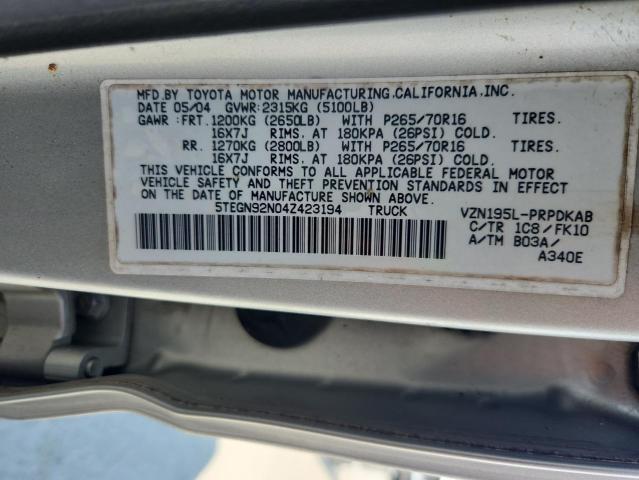 MFD.BY TOYOTA MOTOR MANUFACTURING,CALIFORNIA,INC.
DATE 05/04 GVWR:2315KG (5100LB)
GAWR:FRT.1200KG (2650LB) WITH P265/70R16 TIRES.
16X7J RIMS, AT 180KPA (26PSI) COLD.
RR. 1270KG (2800LB) WITH P265/70R16 TIRES.
16X7J RIMS, AT 180KPA (26PSI) COLD.
THIS VEHICLE CONFORMS TO ALL APPLICABLE FEDERAL MOTOR
VEHICLE SAFETY AND THEFT PREVENTION STANDARDS IN EFFECT
ON THE DATE OF MANUFACTURE SHOWN ABOVE.
5TEGN92N04Z423194 TRUCK VZN195L-PRPDKAB
C/TR 1C8/FK10
A/TM B03A/
A340E